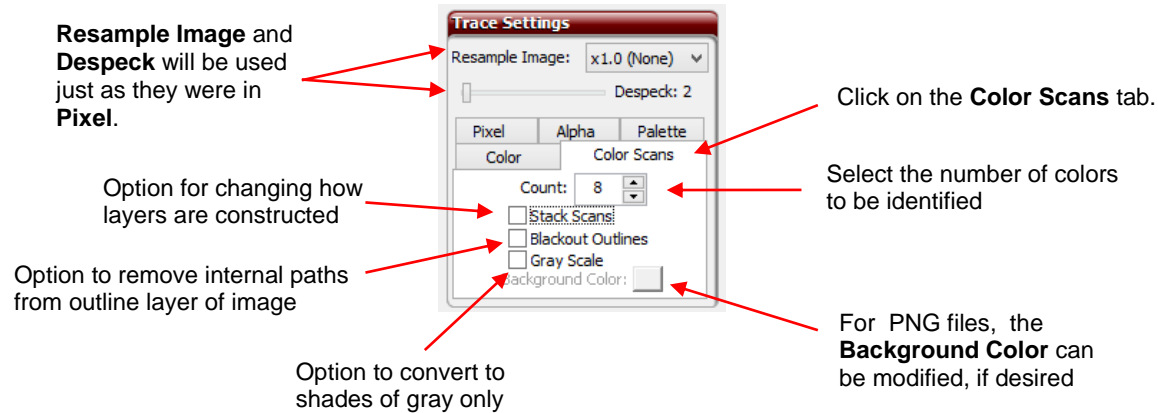 Resample Image and
Despeck will be used
just as they were in
Pixel.
Trace Settings
Resample Image: x1.0 (None)
Despeck: 2
Pixel Alpha Palette
Color Color Scans
Count: 8
Stack Scans
Blackout Outlines
Gray Scale
Background Color:
Click on the Color Scans tab.
Select the number of colors
to be identified
Option for changing how
layers are constructed
Option to remove internal paths
from outline layer of image
Option to convert to
shades of gray only
For PNG files, the
Background Color can
be modified, if desired